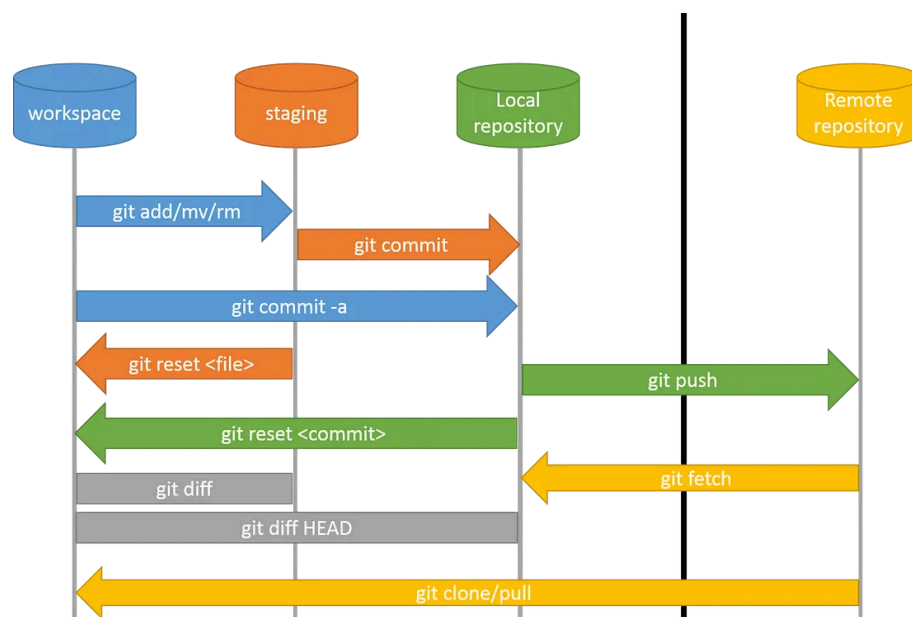 workspace
staging
Local
repository
Remote
repository
git add/mv/rm
git commit
git commit -a
git reset <file>
git push
git reset <commit>
git fetch
git diff
git diff HEAD
git clone/pull